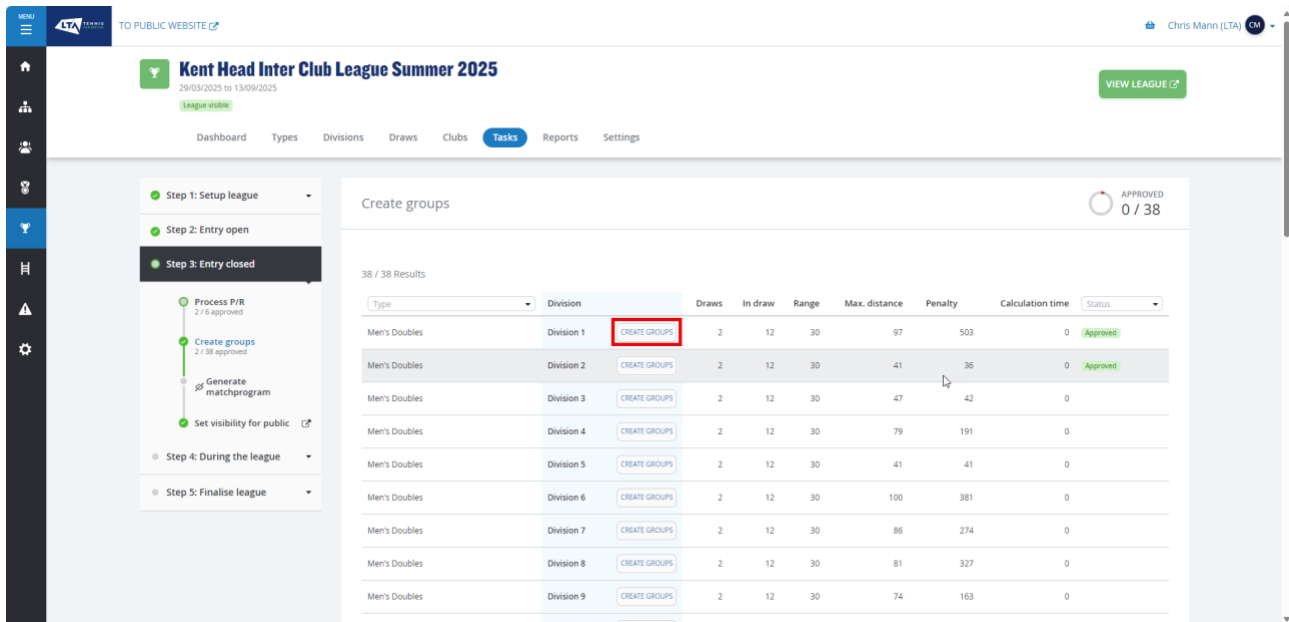 MENU
LTA TENNIS
TO PUBLIC WEBSITE
Chris Mann (LTA) CM
Kent Head Inter Club League Summer 2025
29/03/2025 to 13/09/2025
League visible
VIEW LEAGUE
Dashboard Types Divisions Draws Clubs Tasks Reports Settings
Step 1: Setup league
Step 2: Entry open
Step 3: Entry closed
Process P/R
2 / 6 approved
Create groups
2 / 38 approved
Generate
matchprogram
Set visibility for public
Step 4: During the league
Step 5: Finalise league
Create groups
APPROVED
0 / 38
38 / 38 Results
Type Division Draws In draw Range Max. distance Penalty Calculation time Status
Men's Doubles Division 1 CREATE GROUPS 2 12 30 97 503 0 Approved
Men's Doubles Division 2 CREATE GROUPS 2 12 30 41 36 0 Approved
Men's Doubles Division 3 CREATE GROUPS 2 12 30 47 42 0
Men's Doubles Division 4 CREATE GROUPS 2 12 30 79 191 0
Men's Doubles Division 5 CREATE GROUPS 2 12 30 41 41 0
Men's Doubles Division 6 CREATE GROUPS 2 12 30 100 381 0
Men's Doubles Division 7 CREATE GROUPS 2 12 30 86 274 0
Men's Doubles Division 8 CREATE GROUPS 2 12 30 81 327 0
Men's Doubles Division 9 CREATE GROUPS 2 12 30 74 163 0